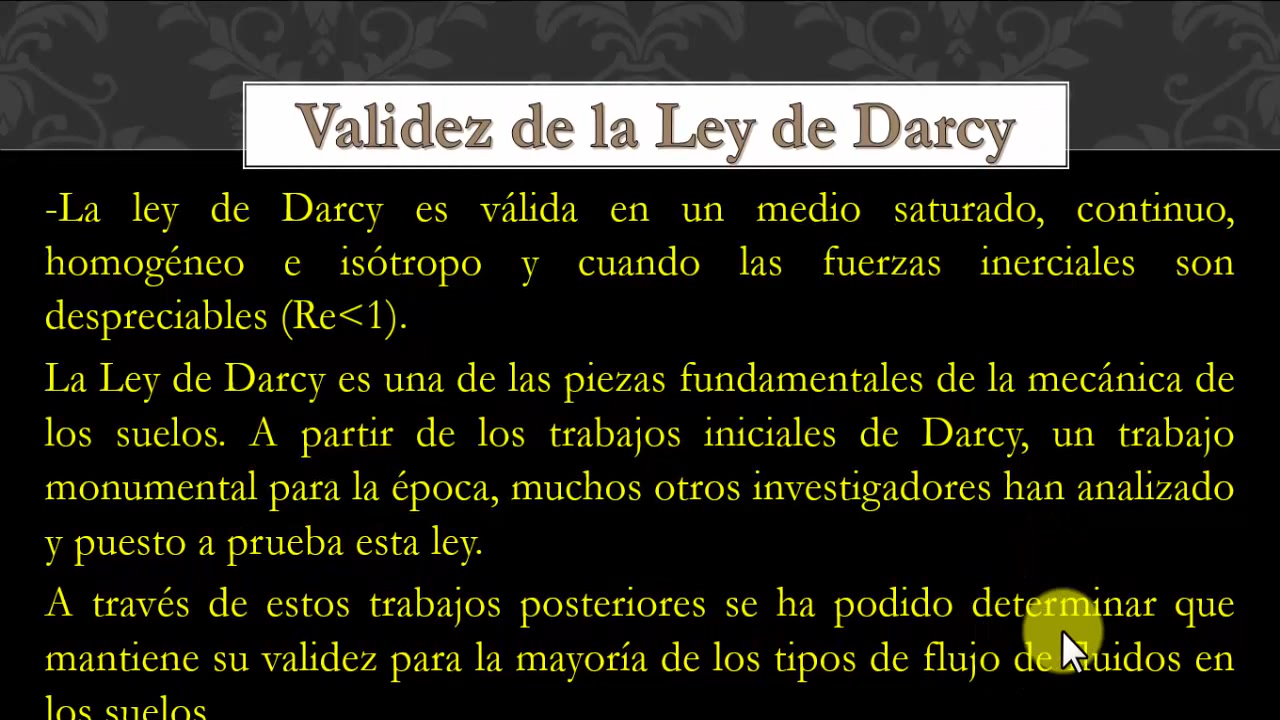 Validez de la Ley de Darcy
-La ley de Darcy es válida en un medio saturado, continuo,
homogéneo e isótropo y cuando las fuerzas inerciales son
despreciables (Re<1).
La Ley de Darcy es una de las piezas fundamentales de la mecánica de
los suelos. A partir de los trabajos iniciales de Darcy, un trabajo
monumental para la época, muchos otros investigadores han analizado
y puesto a prueba esta ley.
A través de estos trabajos posteriores se ha podido determinar que
mantiene su validez para la mayoría de los tipos de flujo de fluidos en
los suelos